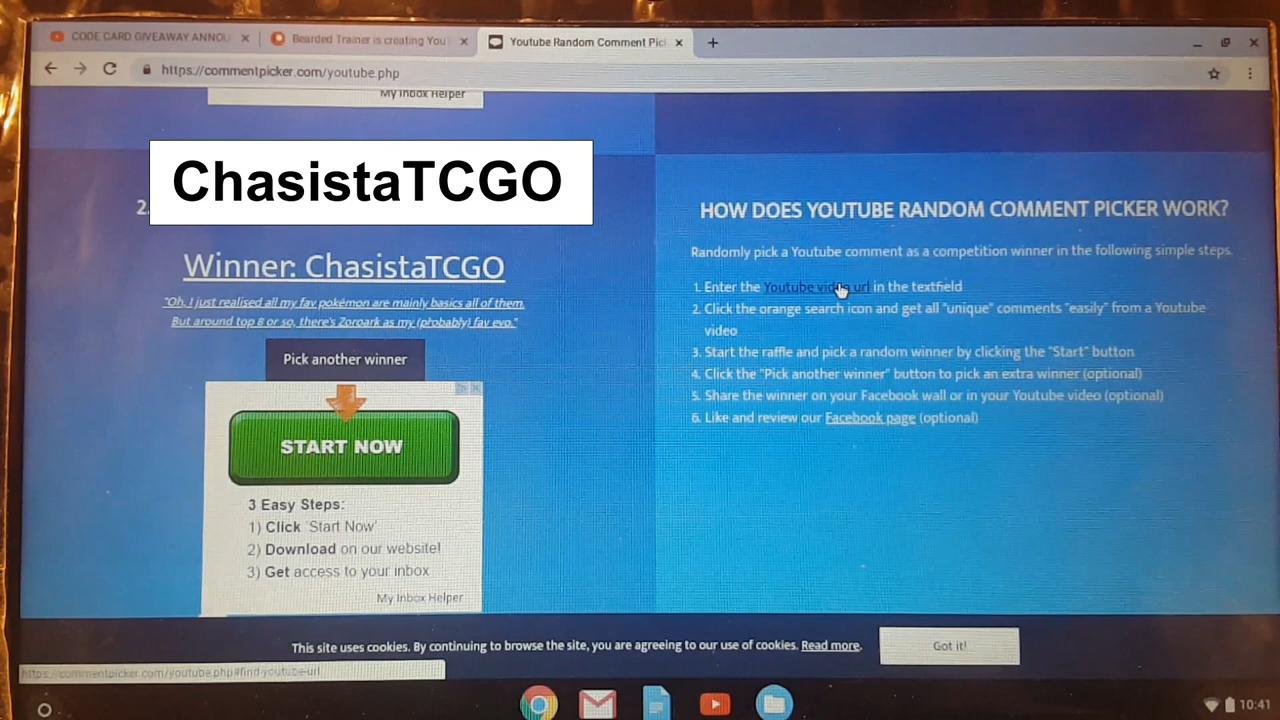 CODE CARD GIVEAWAY ANNOU
Bearded Trainer is creating You
Youtube Random Comment Pic
https://commentpicker.com/youtube.php
My Inbox Helper
ChasistaTCGO
2.
Winner: ChasistaTCGO
"Oh, I just realised all my fav pokémon are mainly basics all of them.
But around top 8 or so, there's Zoroark as my (probably) fav evo."
Pick another winner
START NOW
3 Easy Steps:
1) Click 'Start Now'
2) Download on our website!
3) Get access to your inbox
My Inbox Helper
HOW DOES YOUTUBE RANDOM COMMENT PICKER WORK?
Randomly pick a Youtube comment as a competition winner in the following simple steps.
1. Enter the Youtube video url in the textfield
2. Click the orange search icon and get all "unique" comments "easily" from a Youtube
video
3. Start the raffle and pick a random winner by clicking the "Start" button
4. Click the "Pick another winner" button to pick an extra winner (optional)
5. Share the winner on your Facebook wall or in your Youtube video (optional)
6. Like and review our Facebook page (optional)
This site uses cookies. By continuing to browse the site, you are agreeing to our use of cookies. Read more.
Got it!
https://commentpicker.com/youtube.php#find-youtube-url
10:41